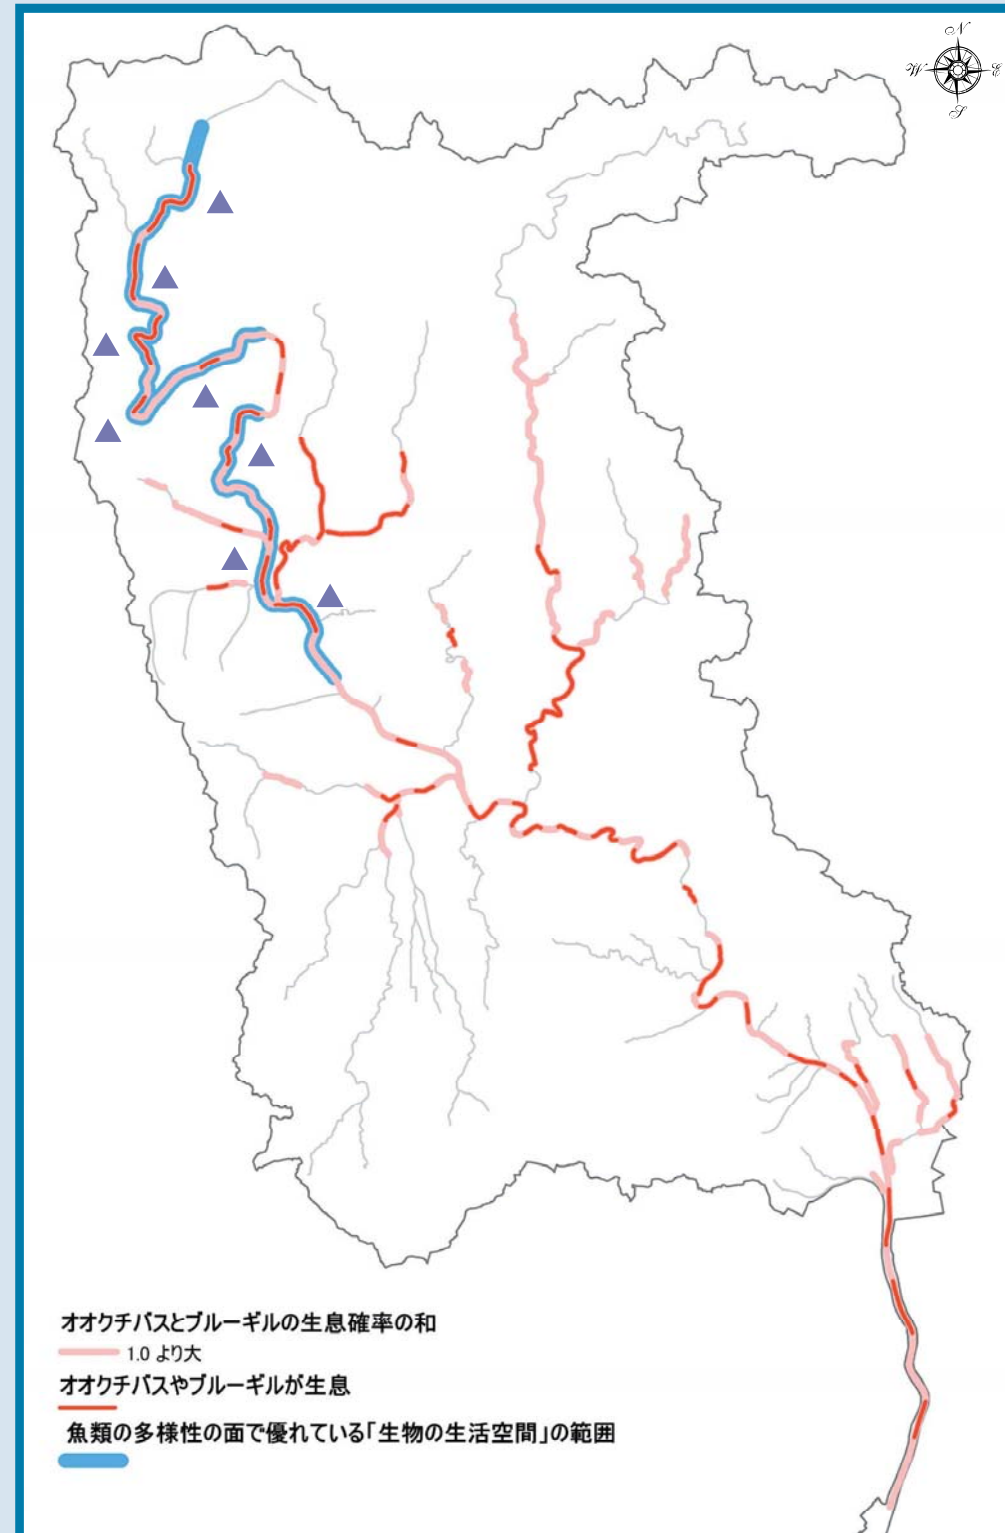 N
W
E
S
オオクチバスとブルーギルの生息確率の和
1.0 より大
オオクチバスやブルーギルが生息
魚類の多様性の面で優れている｢生物の生活空間｣の範囲